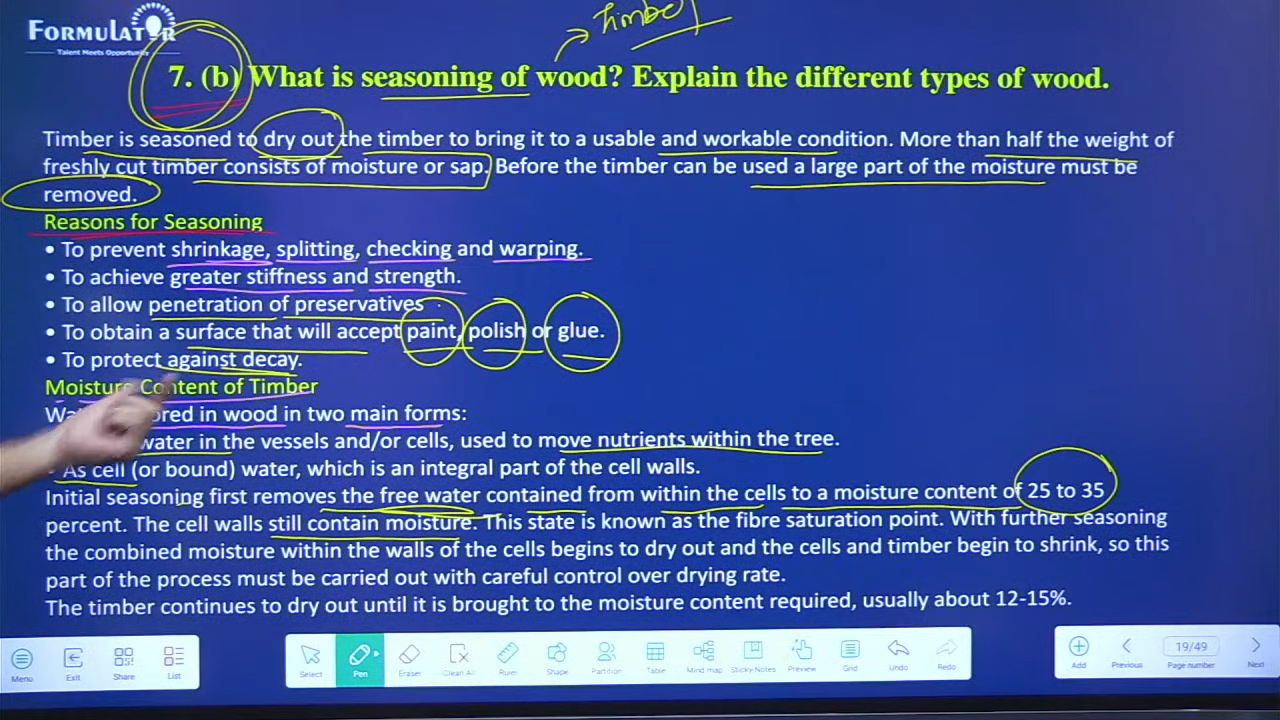 Timber
FORMULATOR
Talent Meets Opportunity
7. (b) What is seasoning of wood? Explain the different types of wood.
Timber is seasoned to dry out the timber to bring it to a usable and workable condition. More than half the weight of
freshly cut timber consists of moisture or sap. Before the timber can be used a large part of the moisture must be
removed.
Reasons for Seasoning
• To prevent shrinkage, splitting, checking and warping.
• To achieve greater stiffness and strength.
• To allow penetration of preservatives
• To obtain a surface that will accept paint, polish or glue.
• To protect against decay.
Moisture Content of Timber
in wood in two main forms:
water in the vessels and/or cells, used to move nutrients within the tree.
• As cell (or bound) water, which is an integral part of the cell walls.
Initial seasoning first removes the free water contained from within the cells to a moisture content of 25 to 35
percent. The cell walls still contain moisture. This state is known as the fibre saturation point. With further seasoning
the combined moisture within the walls of the cells begins to dry out and the cells and timber begin to shrink, so this
part of the process must be carried out with careful control over drying rate.
The timber continues to dry out until it is brought to the moisture content required, usually about 12-15%.
Menu Exit Share List Select Pen Eraser Clean All Ruler Shape Partition Table Mind map Sticky Notes Preview Grid Undo Redo Add Previous 19/49 Page number Next